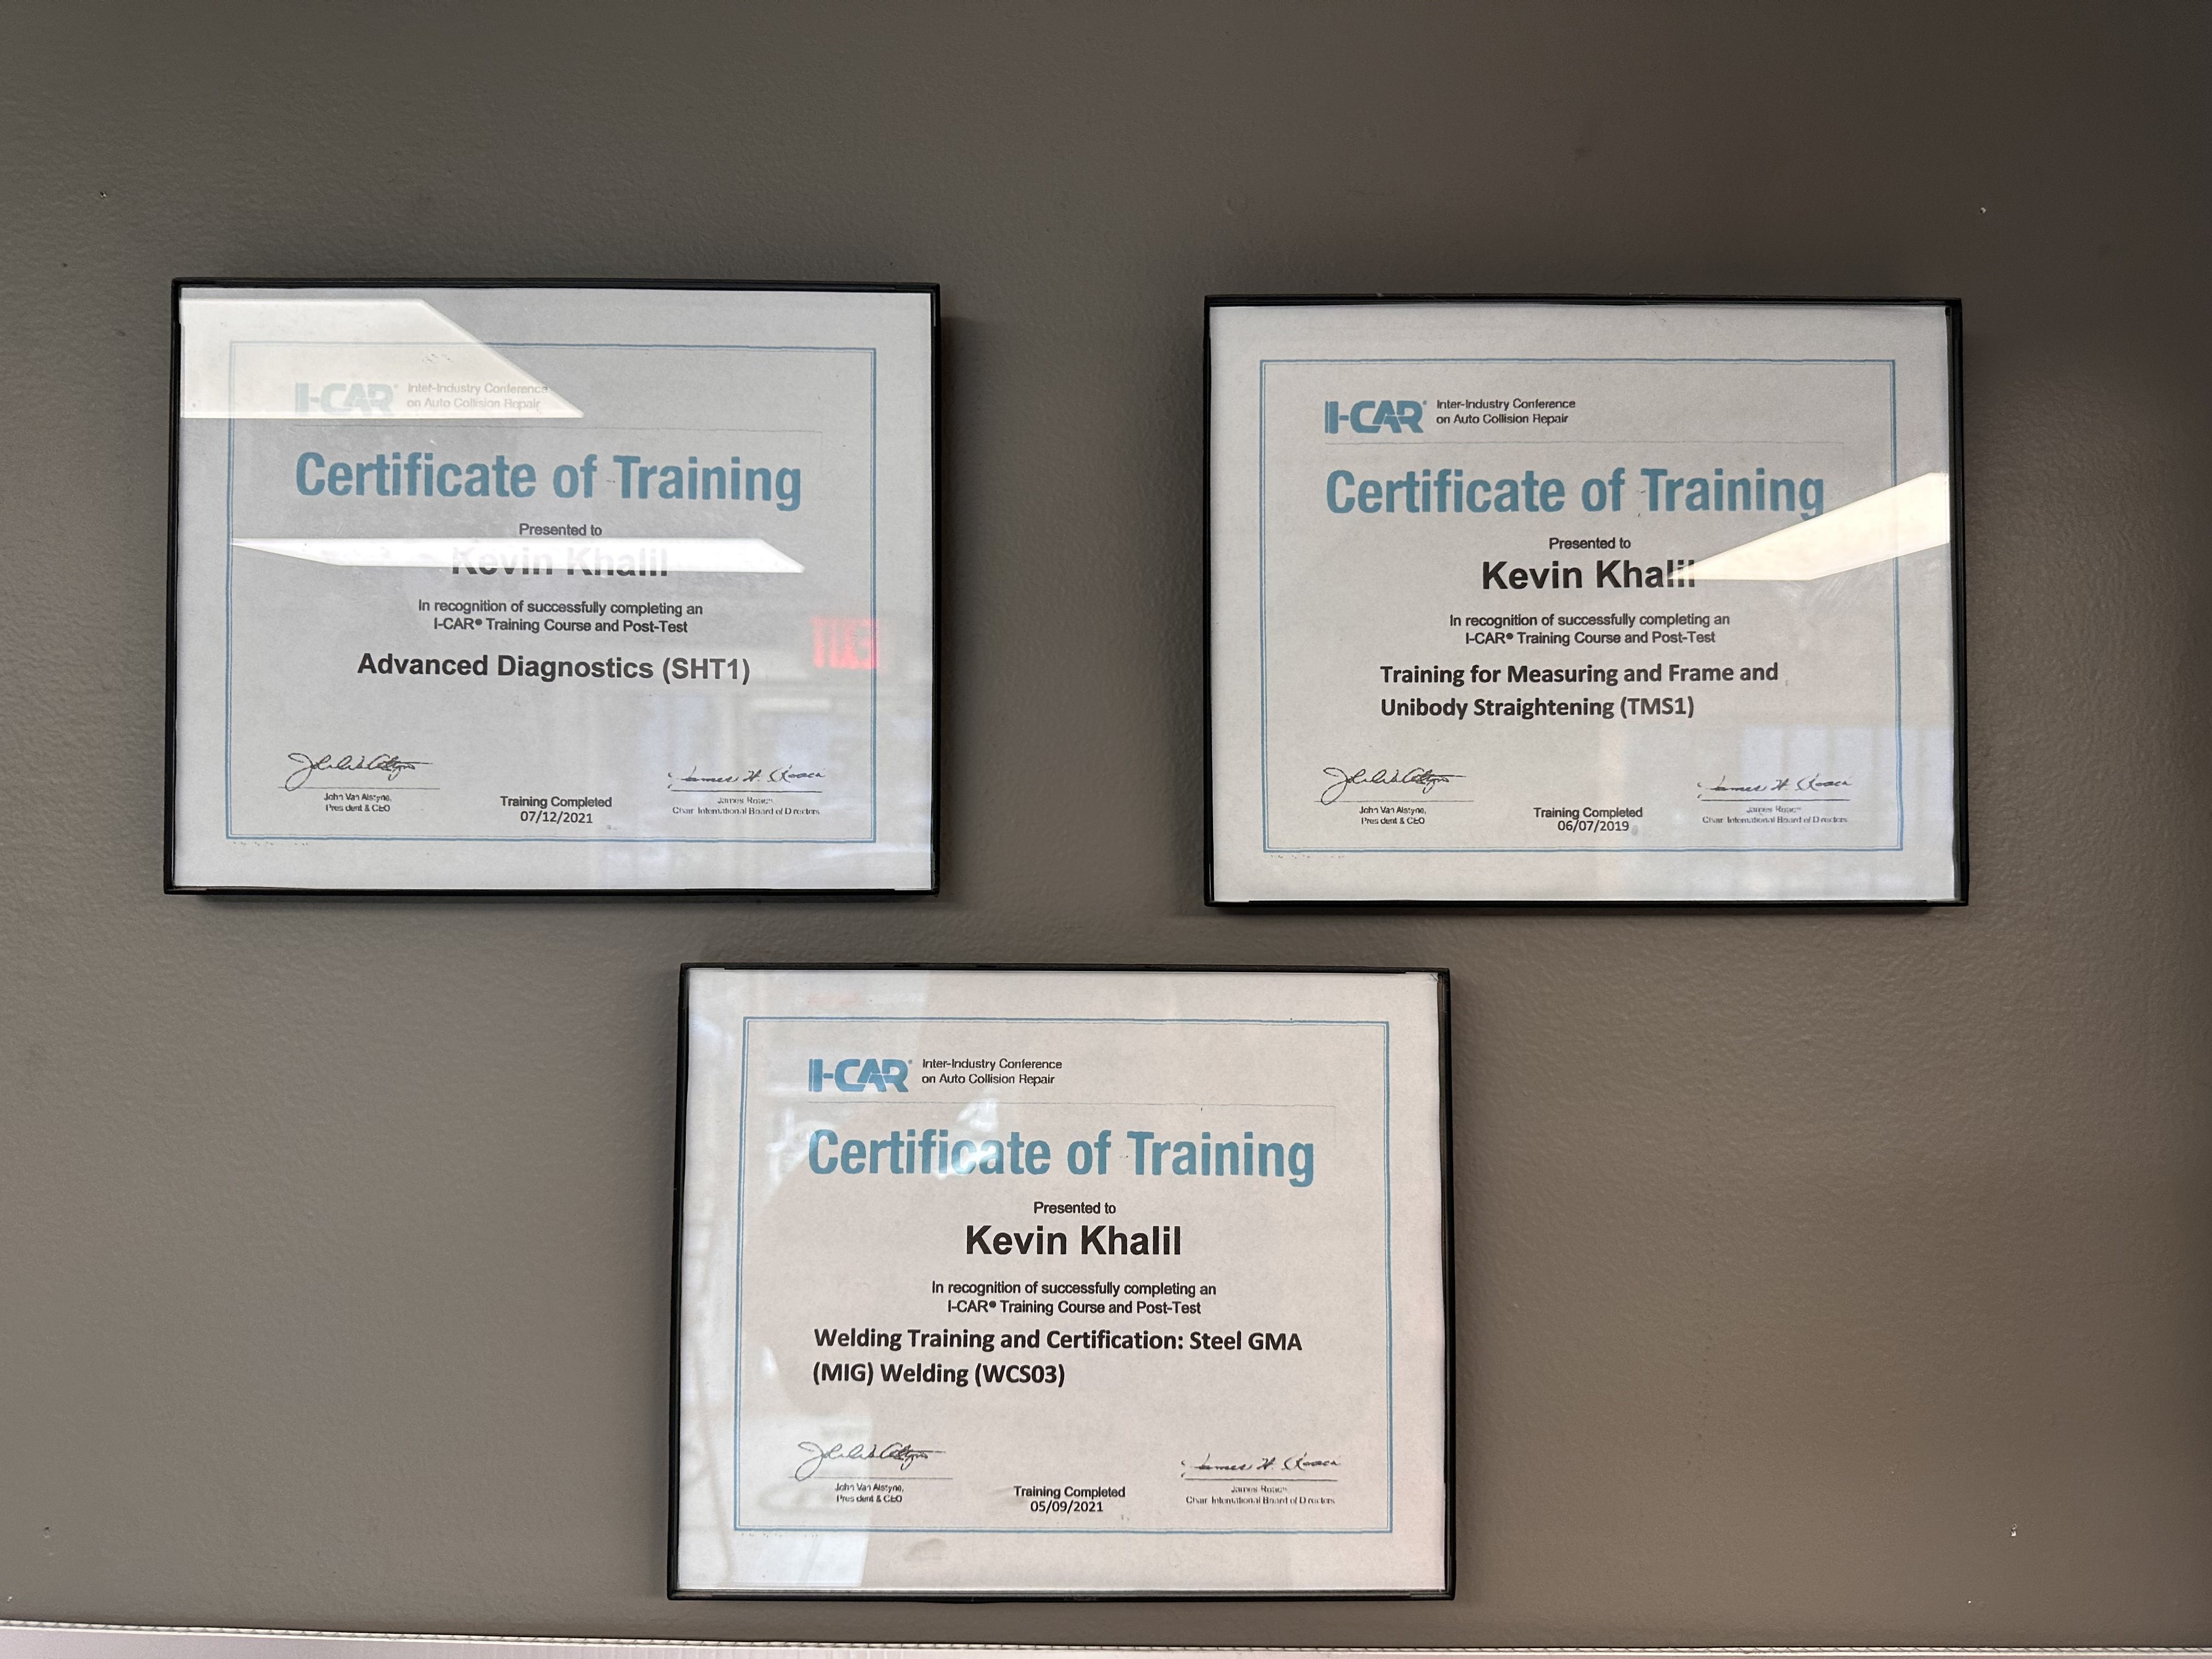 I-CAR® Inter-Industry Conference
on Auto Collision Repair
Certificate of Training
Presented to
Kevin Khalil
In recognition of successfully completing an
I-CAR® Training Course and Post-Test
Advanced Diagnostics (SHT1)
John Van Alstyne,
President & CEO
Training Completed
07/12/2021
James Roach
Chair International Board of Directors
I-CAR® Inter-Industry Conference
on Auto Collision Repair
Certificate of Training
Presented to
Kevin Khalil
In recognition of successfully completing an
I-CAR® Training Course and Post-Test
Training for Measuring and Frame and
Unibody Straightening (TMS1)
John Van Alstyne,
President & CEO
Training Completed
06/07/2019
James Roach
Chair International Board of Directors
I-CAR® Inter-Industry Conference
on Auto Collision Repair
Certificate of Training
Presented to
Kevin Khalil
In recognition of successfully completing an
I-CAR® Training Course and Post-Test
Welding Training and Certification: Steel GMA
(MIG) Welding (WCS03)
John Van Alstyne,
President & CEO
Training Completed
05/09/2021
James Roach
Chair International Board of Directors